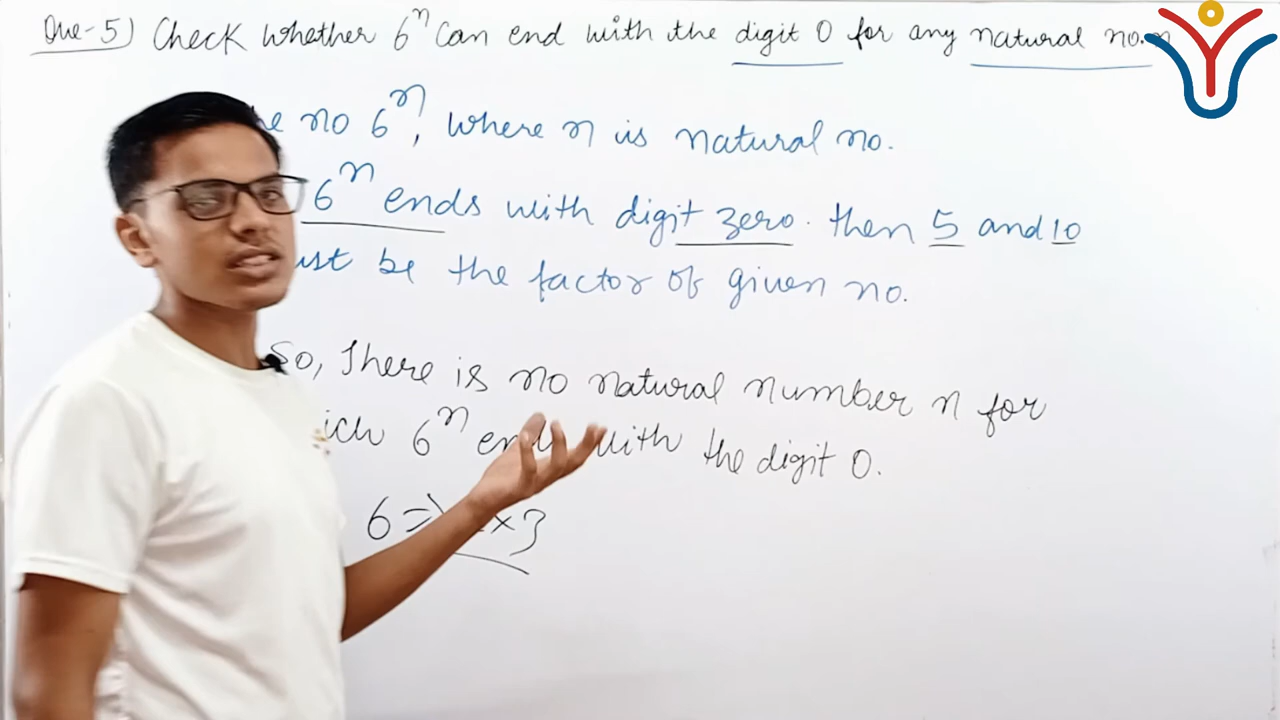 Que-5) Check whether 6ⁿ can end with the digit 0 for any natural no. n
no 6ⁿ, where n is natural no.
6ⁿ ends with digit zero. then 5 and 10
be the factor of given no.
So, There is no natural number n for
6ⁿ ends with the digit 0.
6 => × 3